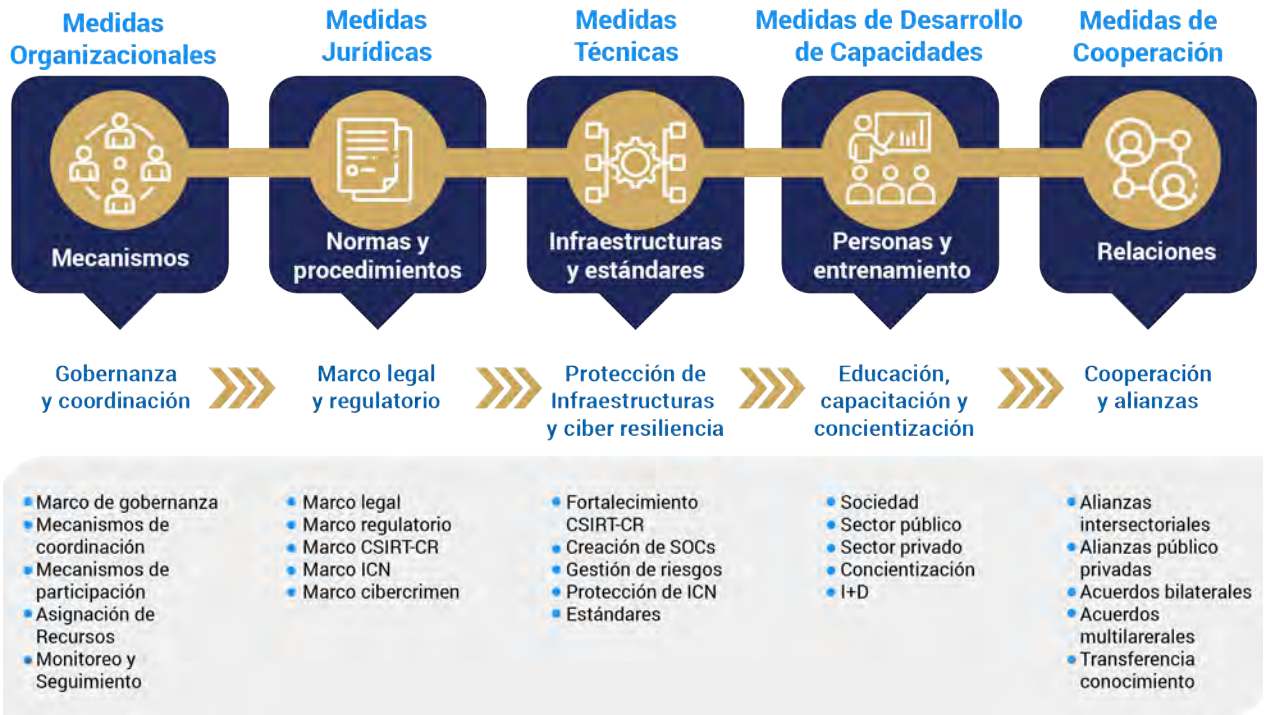 Medidas
Organizacionales
Medidas
Jurídicas
Medidas
Técnicas
Medidas de Desarrollo
de Capacidades
Medidas de
Cooperación
Mecanismos
Normas y
procedimientos
Infraestructuras
y estándares
Personas y
entrenamiento
Relaciones
Gobernanza
y coordinación
Marco legal
y regulatorio
Protección de
Infraestructuras
y ciber resiliencia
Educación,
capacitación y
concientización
Cooperación
y alianzas
Marco de gobernanza
Mecanismos de
coordinación
Mecanismos de
participación
Asignación de
Recursos
Monitoreo y
Seguimiento
Marco legal
Marco regulatorio
Marco CSIRT-CR
Marco ICN
Marco cibercrimen
Fortalecimiento
CSIRT-CR
Creación de SOCs
Gestión de riesgos
Protección de ICN
Estándares
Sociedad
Sector público
Sector privado
Concientización
I+D
Alianzas
intersectoriales
Alianzas público
privadas
Acuerdos bilaterales
Acuerdos
multilarerales
Transferencia
conocimiento